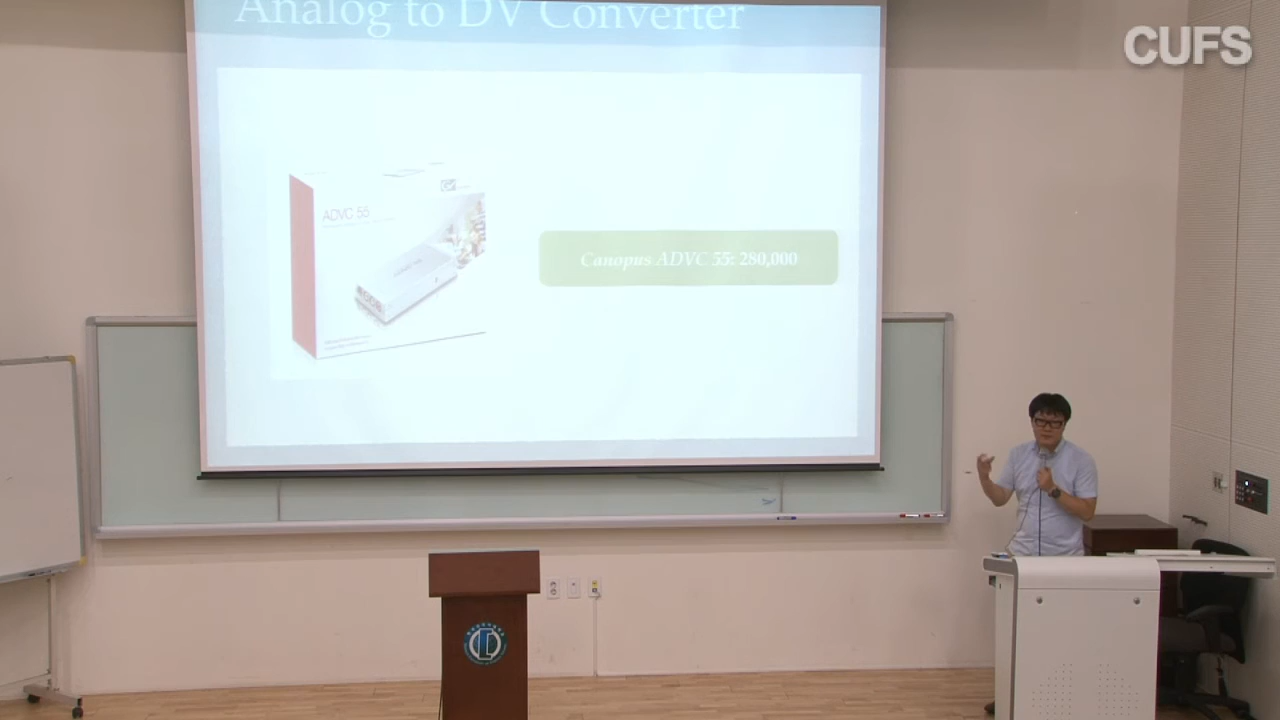 Analog to DV Converter
CUFS
ADVC 55
Canopus ADVC 55: 280,000